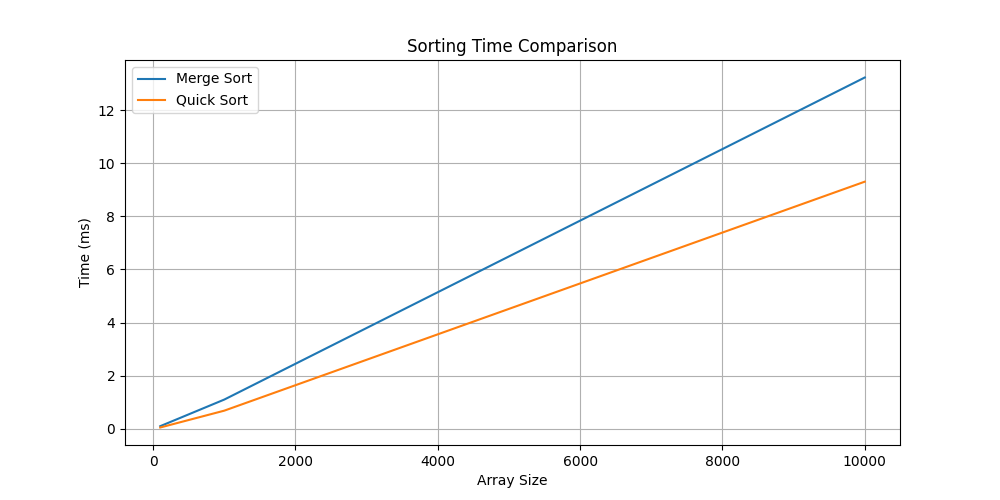 Sorting Time Comparison
Merge Sort
Quick Sort
12
10
8
6
4
2
0
Time (ms)
0 2000 4000 6000 8000 10000
Array Size